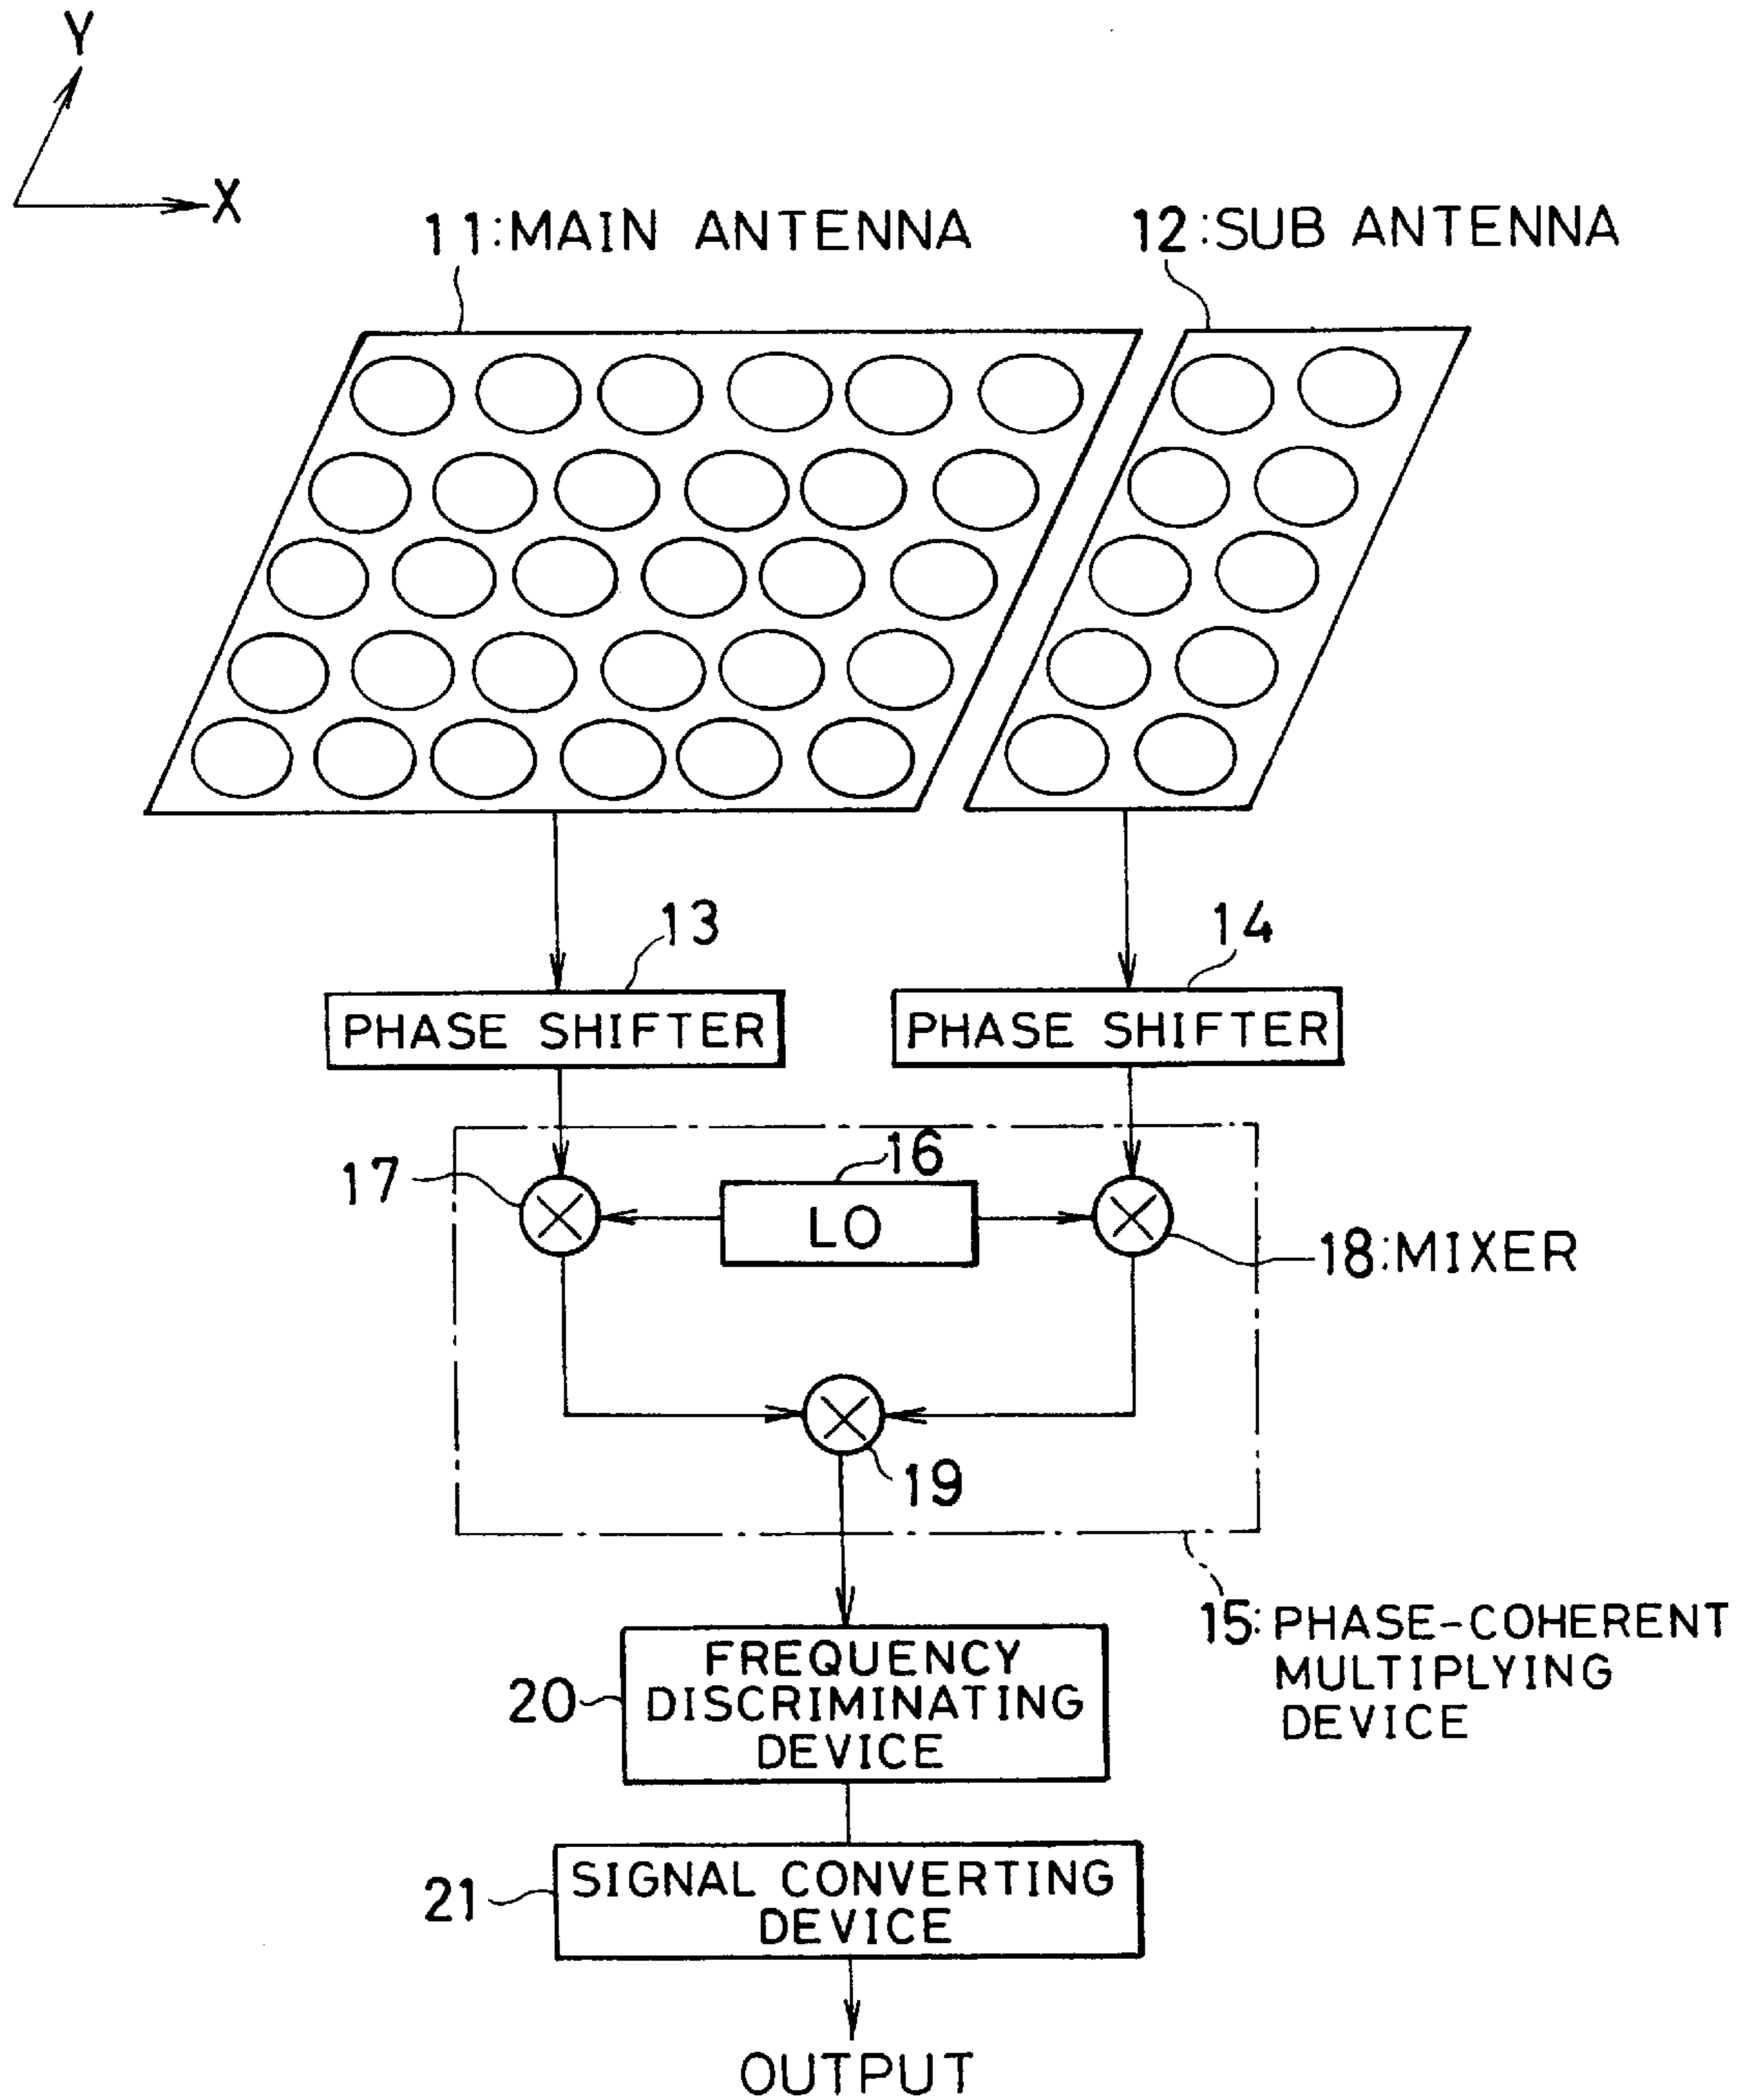 Y
X
11:MAIN ANTENNA
12:SUB ANTENNA
13
14
PHASE SHIFTER
PHASE SHIFTER
16
17
LO
18:MIXER
19
15:PHASE-COHERENT
MULTIPLYING
DEVICE
FREQUENCY
DISCRIMINATING
DEVICE
20
SIGNAL CONVERTING
DEVICE
21
OUTPUT